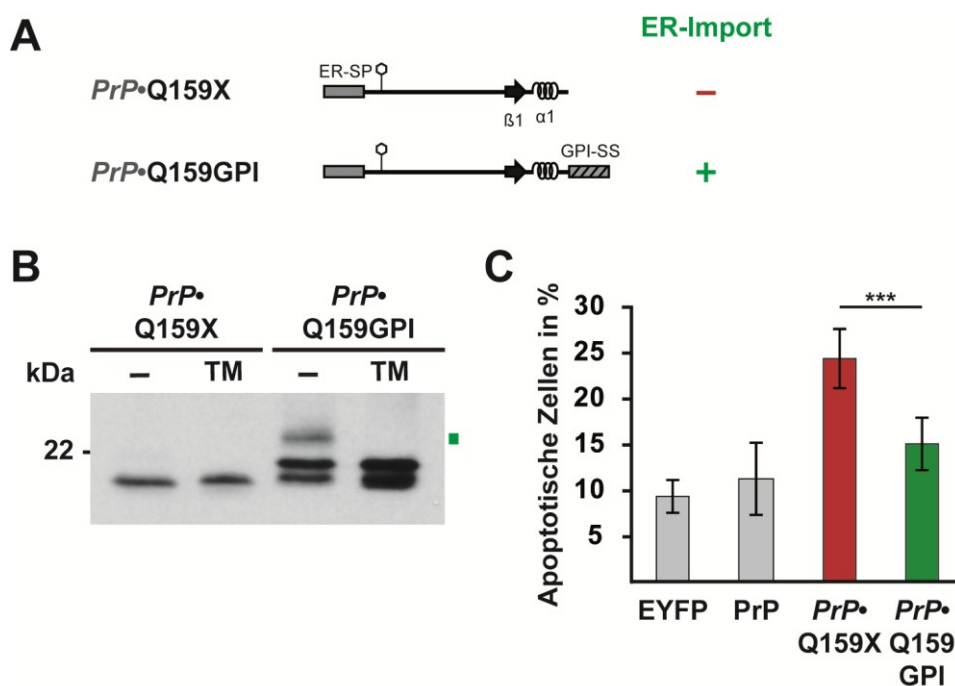 A
ER-Import
PrP•Q159X
ER-SP
ß1
α1
–
PrP•Q159GPI
GPI-SS
+
B
PrP•
Q159X
PrP•
Q159GPI
kDa
–
TM
–
TM
22
C
Apoptotische Zellen in %
30
25
20
15
10
5
***
EYFP
PrP
PrP•
Q159X
PrP•
Q159
GPI